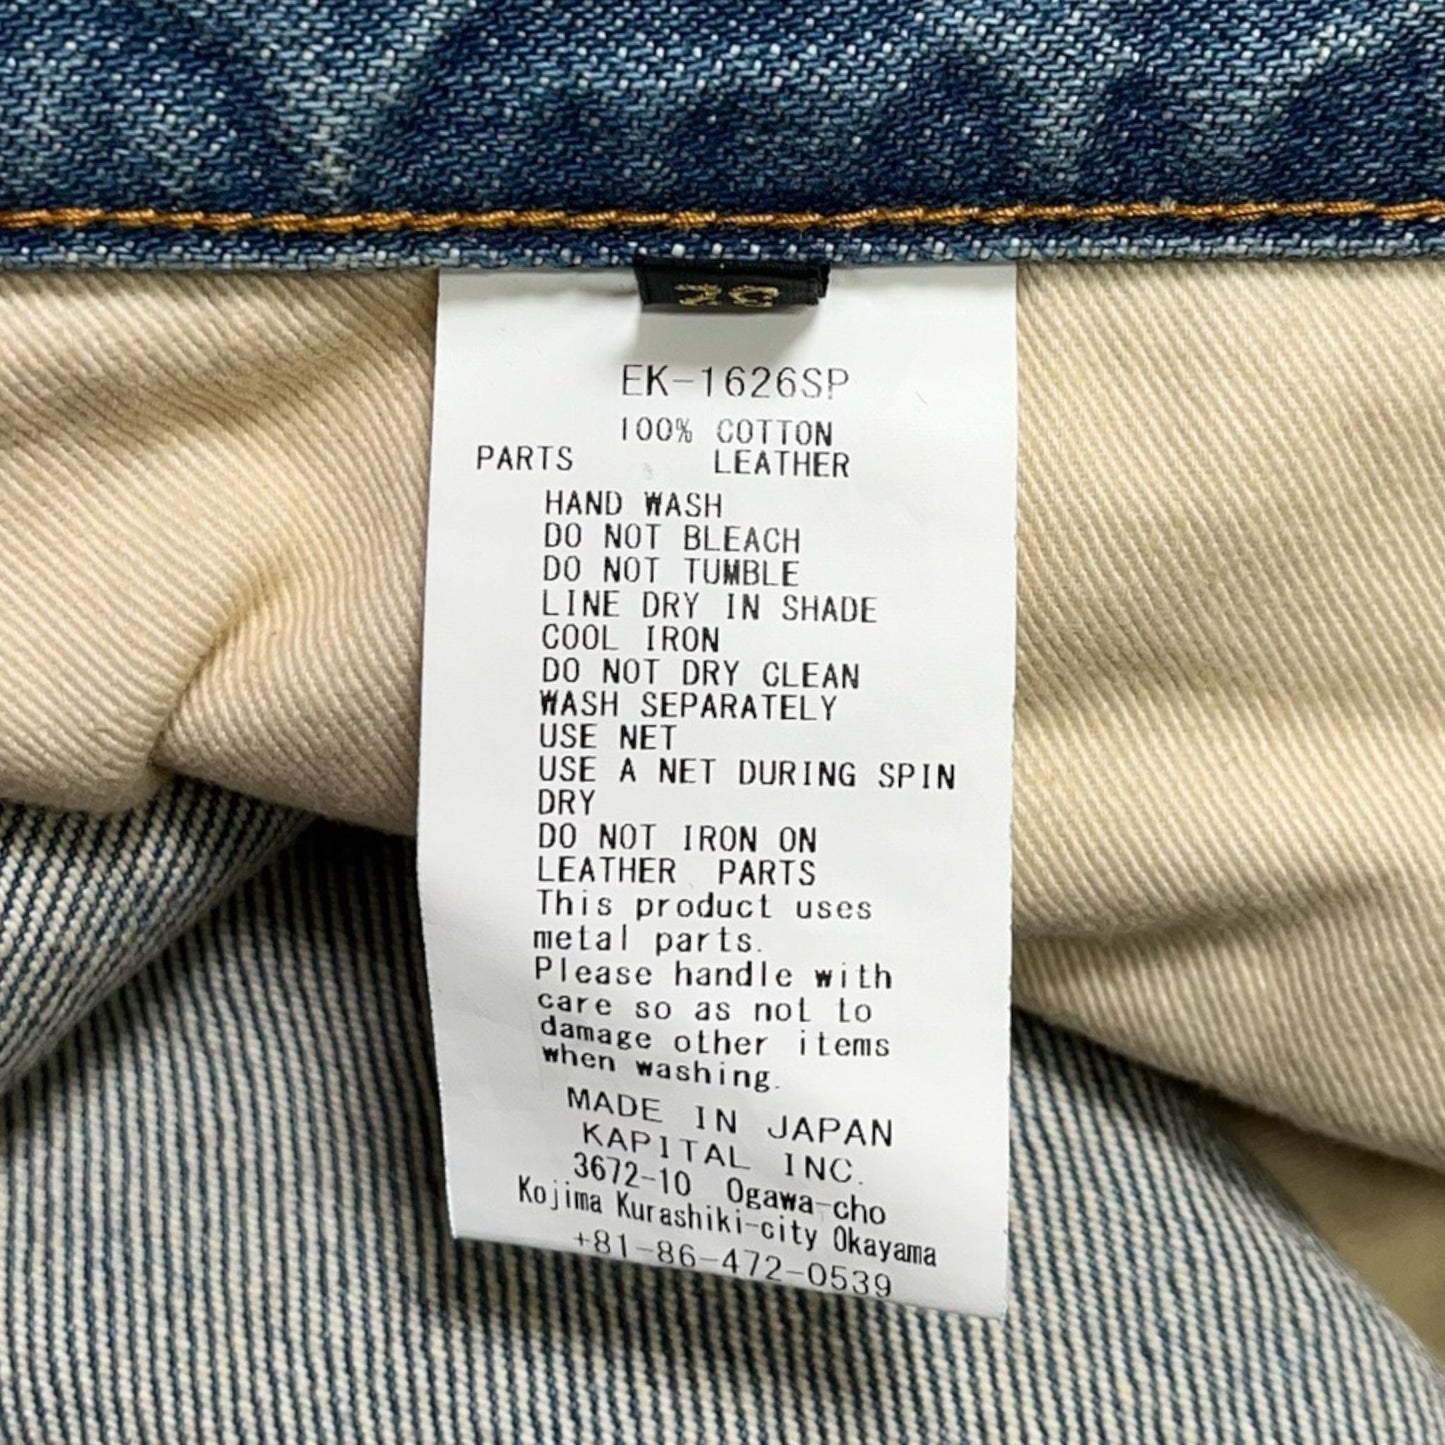 EK-1626SP
100% COTTON
PARTS LEATHER
HAND WASH
DO NOT BLEACH
DO NOT TUMBLE
LINE DRY IN SHADE
COOL IRON
DO NOT DRY CLEAN
WASH SEPARATELY
USE NET
USE A NET DURING SPIN
DRY
DO NOT IRON ON
LEATHER PARTS
This product uses
metal parts.
Please handle with
care so as not to
damage other items
when washing.
MADE IN JAPAN
KAPITAL INC.
3672-10 Ogawa-cho
Kojima Kurashiki-city Okayama
+81-86-472-0539